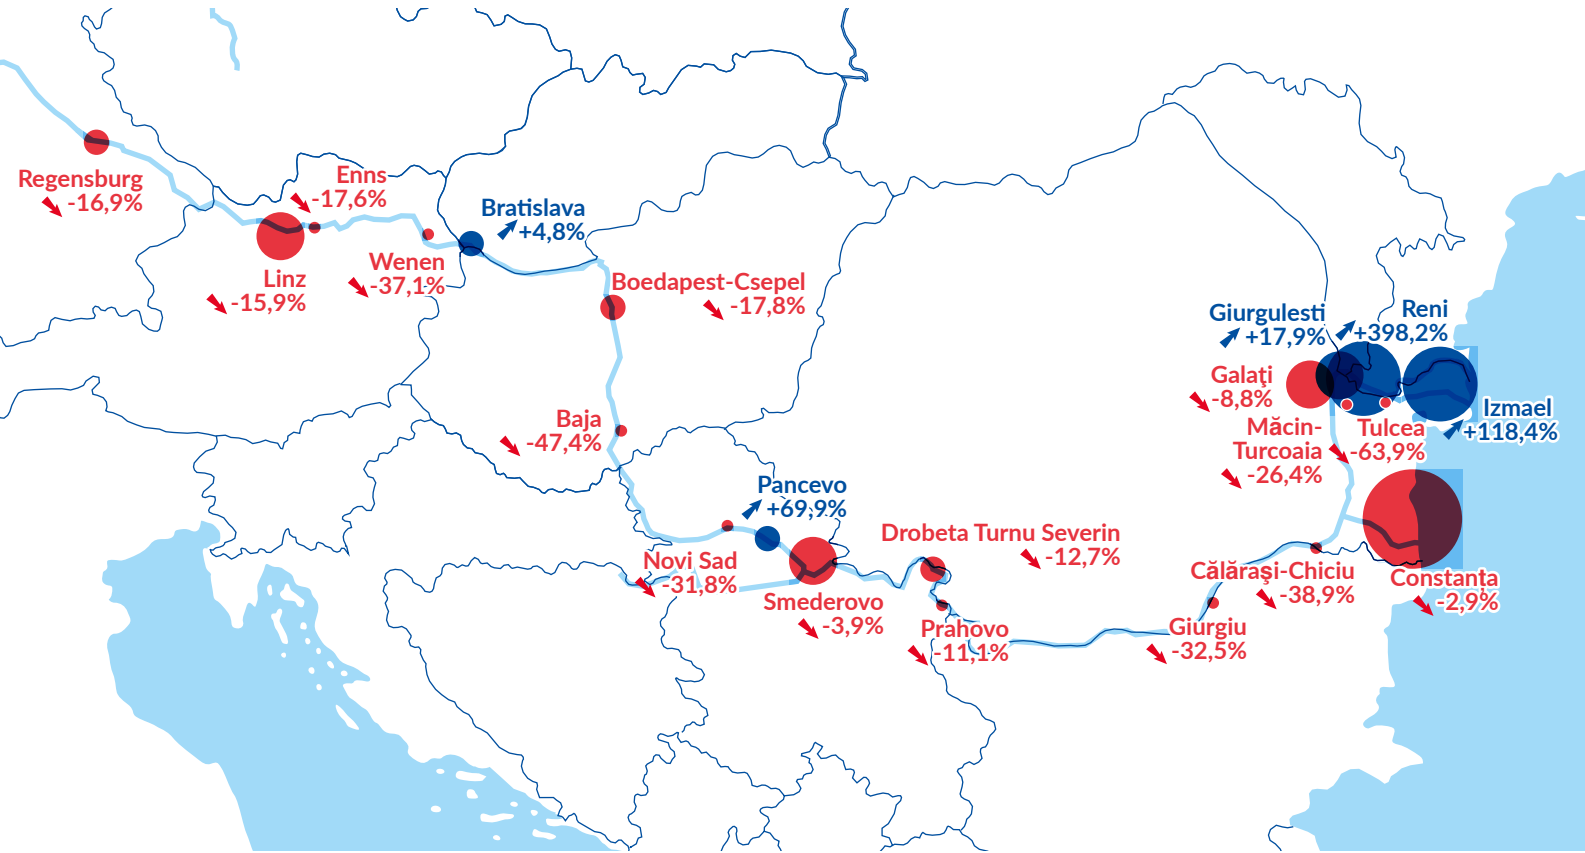 Regensburg
-16,9%
Enns
-17,6%
Linz
-15,9%
Wenen
-37,1%
Bratislava
+4,8%
Boedapest-Csepel
-17,8%
Baja
-47,4%
Pancevo
+69,9%
Novi Sad
-31,8%
Smederovo
-3,9%
Drobeta Turnu Severin
-12,7%
Prahovo
-11,1%
Giurgiu
-32,5%
Călăraşi-Chiciu
-38,9%
Constanța
-2,9%
Giurgulesti
+17,9%
Reni
+398,2%
Galaţi
-8,8%
Măcin-
Turcoaia
-26,4%
Tulcea
-63,9%
Izmael
+118,4%